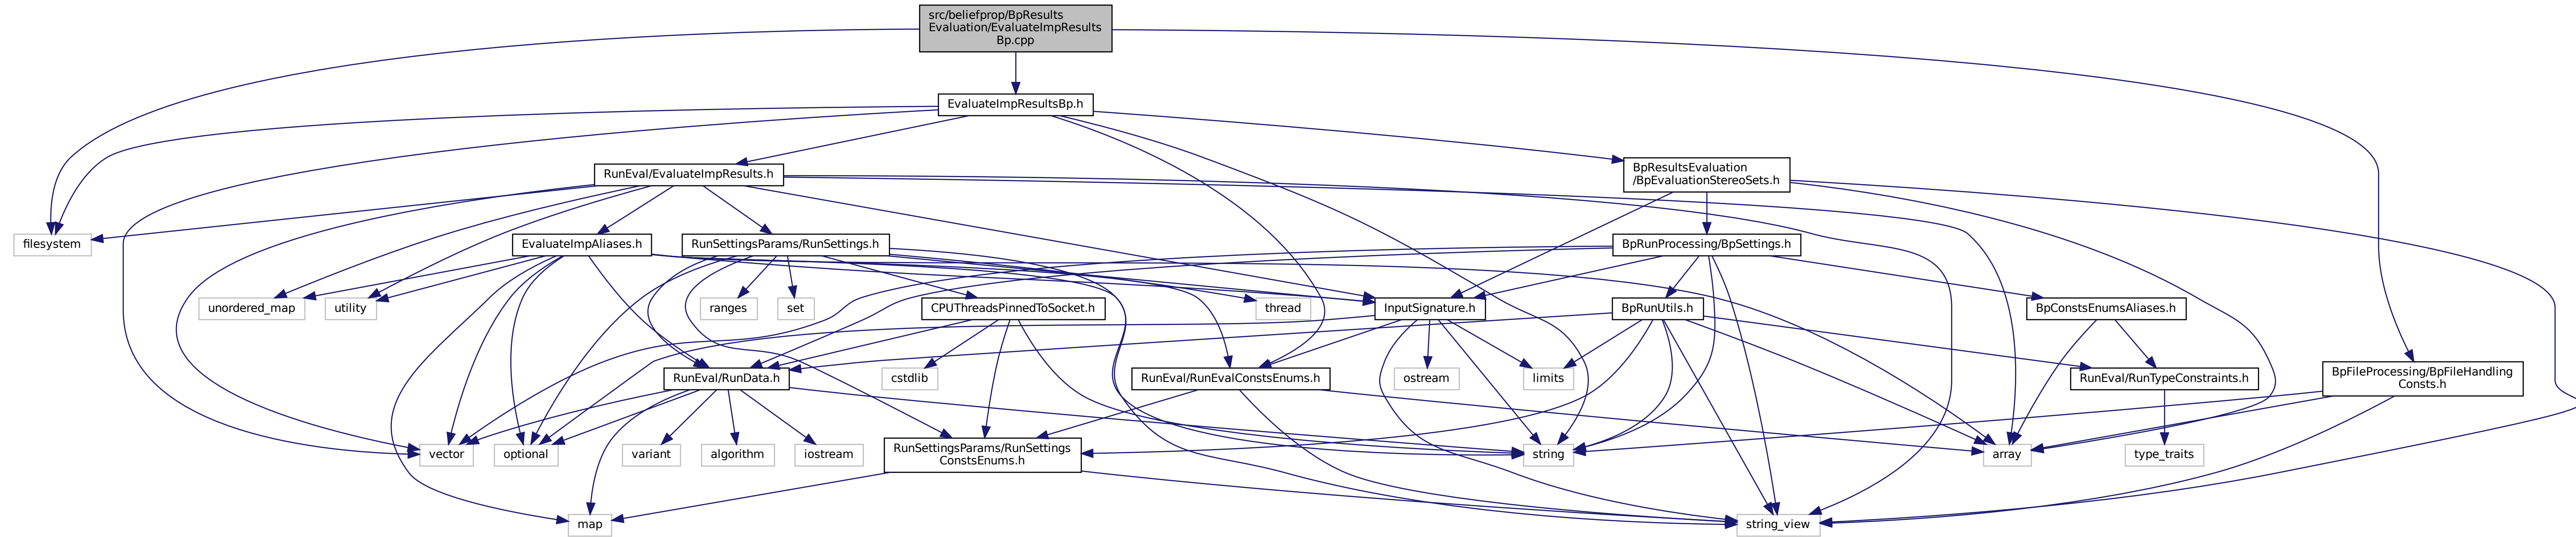 src/beliefprop/BpResults
Evaluation/EvaluateImpResults
Bp.cpp
EvaluateImpResultsBp.h
RunEval/EvaluateImpResults.h
BpResultsEvaluation
/BpEvaluationStereoSets.h
filesystem
EvaluateImpAliases.h
RunSettingsParams/RunSettings.h
BpRunProcessing/BpSettings.h
unordered_map
utility
ranges
set
CPUThreadsPinnedToSocket.h
thread
InputSignature.h
BpRunUtils.h
BpConstsEnumsAliases.h
RunEval/RunData.h
cstdlib
RunEval/RunEvalConstsEnums.h
ostream
limits
RunEval/RunTypeConstraints.h
BpFileProcessing/BpFileHandling
Consts.h
vector
optional
variant
algorithm
iostream
RunSettingsParams/RunSettings
ConstsEnums.h
string
array
type_traits
map
string_view